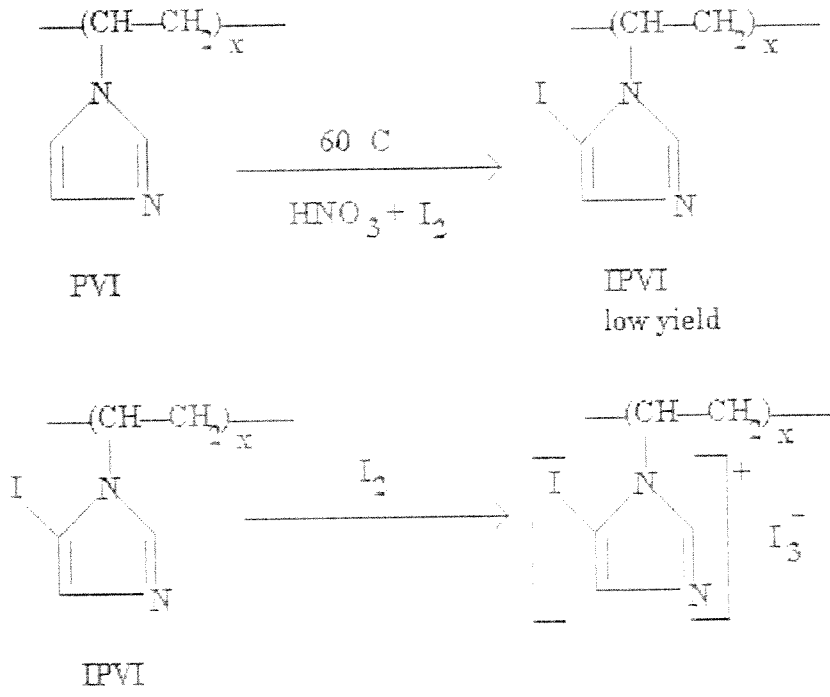 (CH—CH₂)ₓ (CH—CH₂)ₓ
N I N
60 C
N HNO₃ + I₂ N
PVI IPVI
low yield
(CH—CH₂)ₓ (CH—CH₂)ₓ
I N I₂ [ I N ]⁺ I₃⁻
N N
IPVI